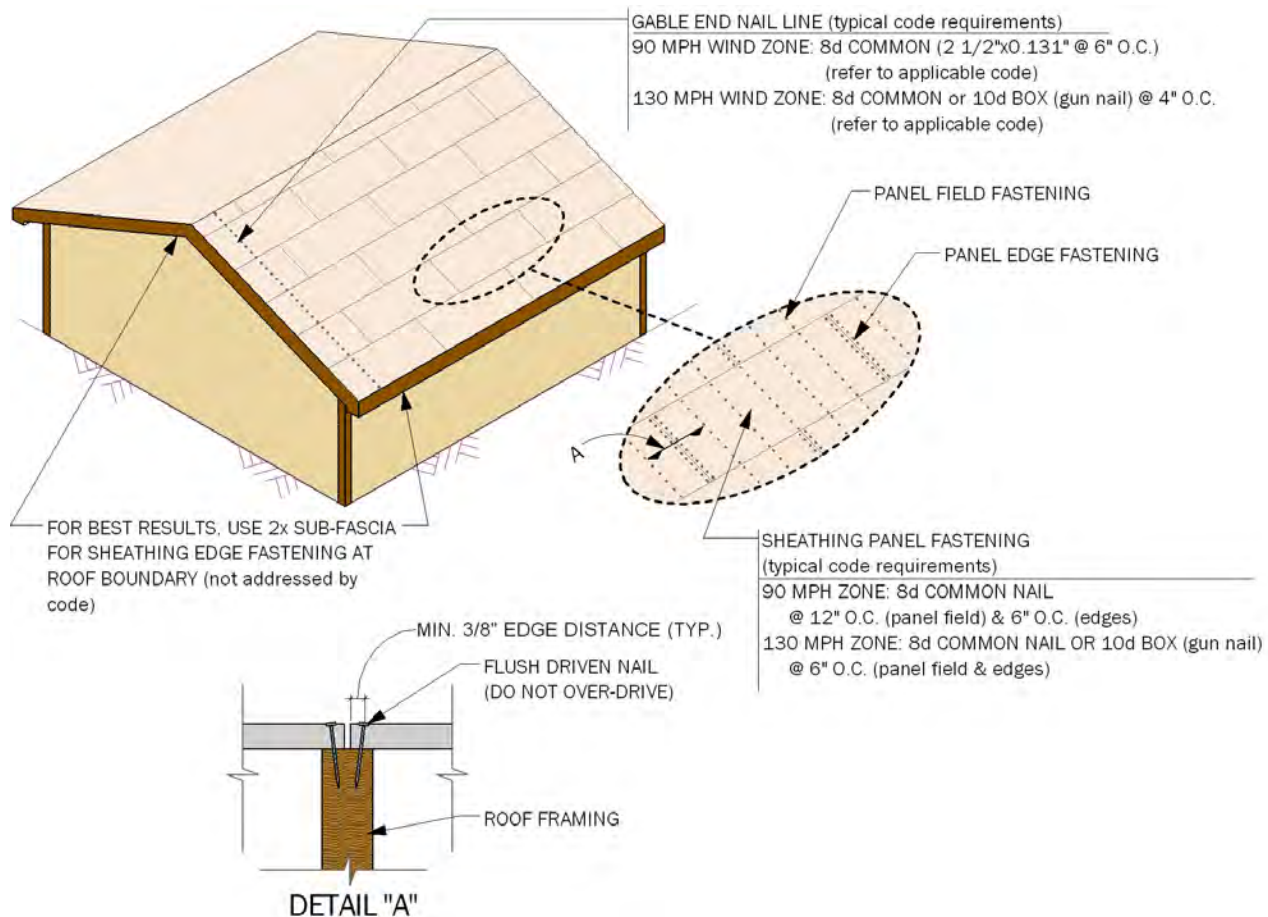 GABLE END NAIL LINE (typical code requirements)
90 MPH WIND ZONE: 8d COMMON (2 1/2"x0.131" @ 6" O.C.)
(refer to applicable code)
130 MPH WIND ZONE: 8d COMMON or 10d BOX (gun nail) @ 4" O.C.
(refer to applicable code)
PANEL FIELD FASTENING
PANEL EDGE FASTENING
A
FOR BEST RESULTS, USE 2x SUB-FASCIA
FOR SHEATHING EDGE FASTENING AT
ROOF BOUNDARY (not addressed by
code)
SHEATHING PANEL FASTENING
(typical code requirements)
90 MPH ZONE: 8d COMMON NAIL
@ 12" O.C. (panel field) & 6" O.C. (edges)
130 MPH ZONE: 8d COMMON NAIL OR 10d BOX (gun nail)
@ 6" O.C. (panel field & edges)
MIN. 3/8" EDGE DISTANCE (TYP.)
FLUSH DRIVEN NAIL
(DO NOT OVER-DRIVE)
ROOF FRAMING
DETAIL "A"